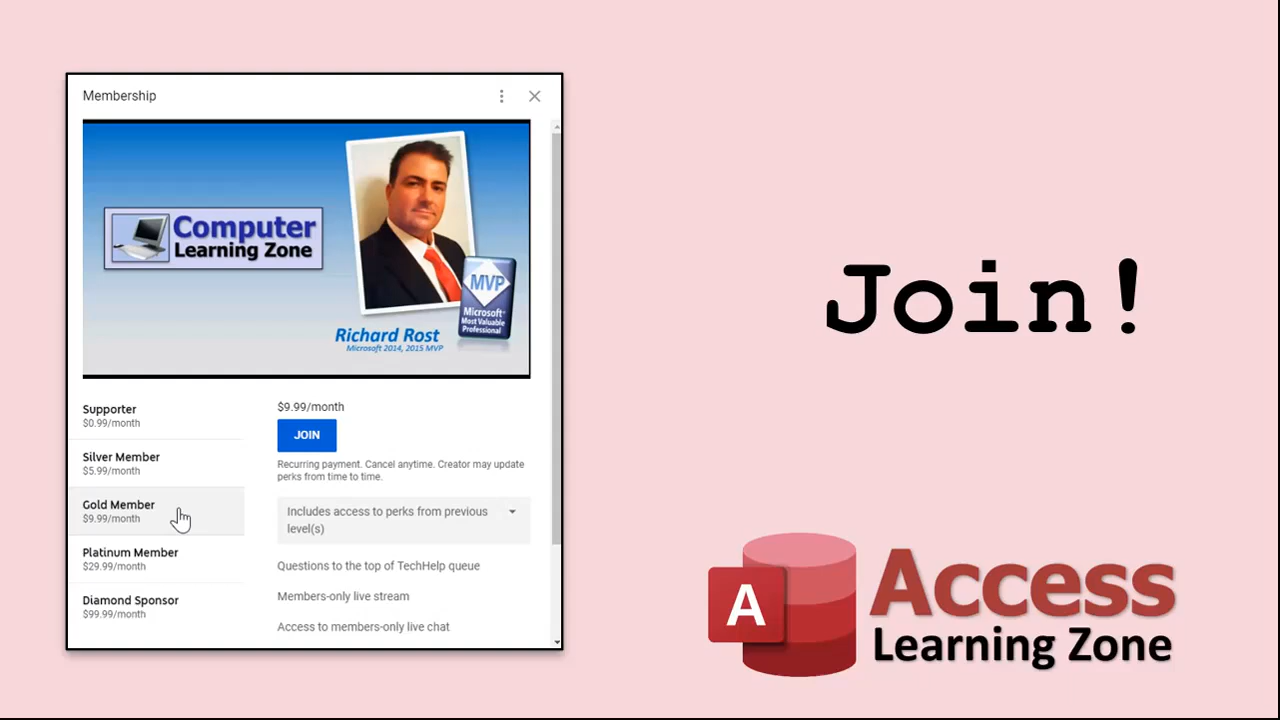 Membership
Computer
Learning Zone
MVP
Microsoft®
Most Valuable
Professional
Richard Rost
Microsoft 2014, 2015 MVP
Supporter
$0.99/month
Silver Member
$5.99/month
Gold Member
$9.99/month
Platinum Member
$29.99/month
Diamond Sponsor
$99.99/month
$9.99/month
JOIN
Recurring payment. Cancel anytime. Creator may update
perks from time to time.
Includes access to perks from previous
level(s)
Questions to the top of TechHelp queue
Members-only live stream
Access to members-only live chat
Join!
A
Access
Learning Zone